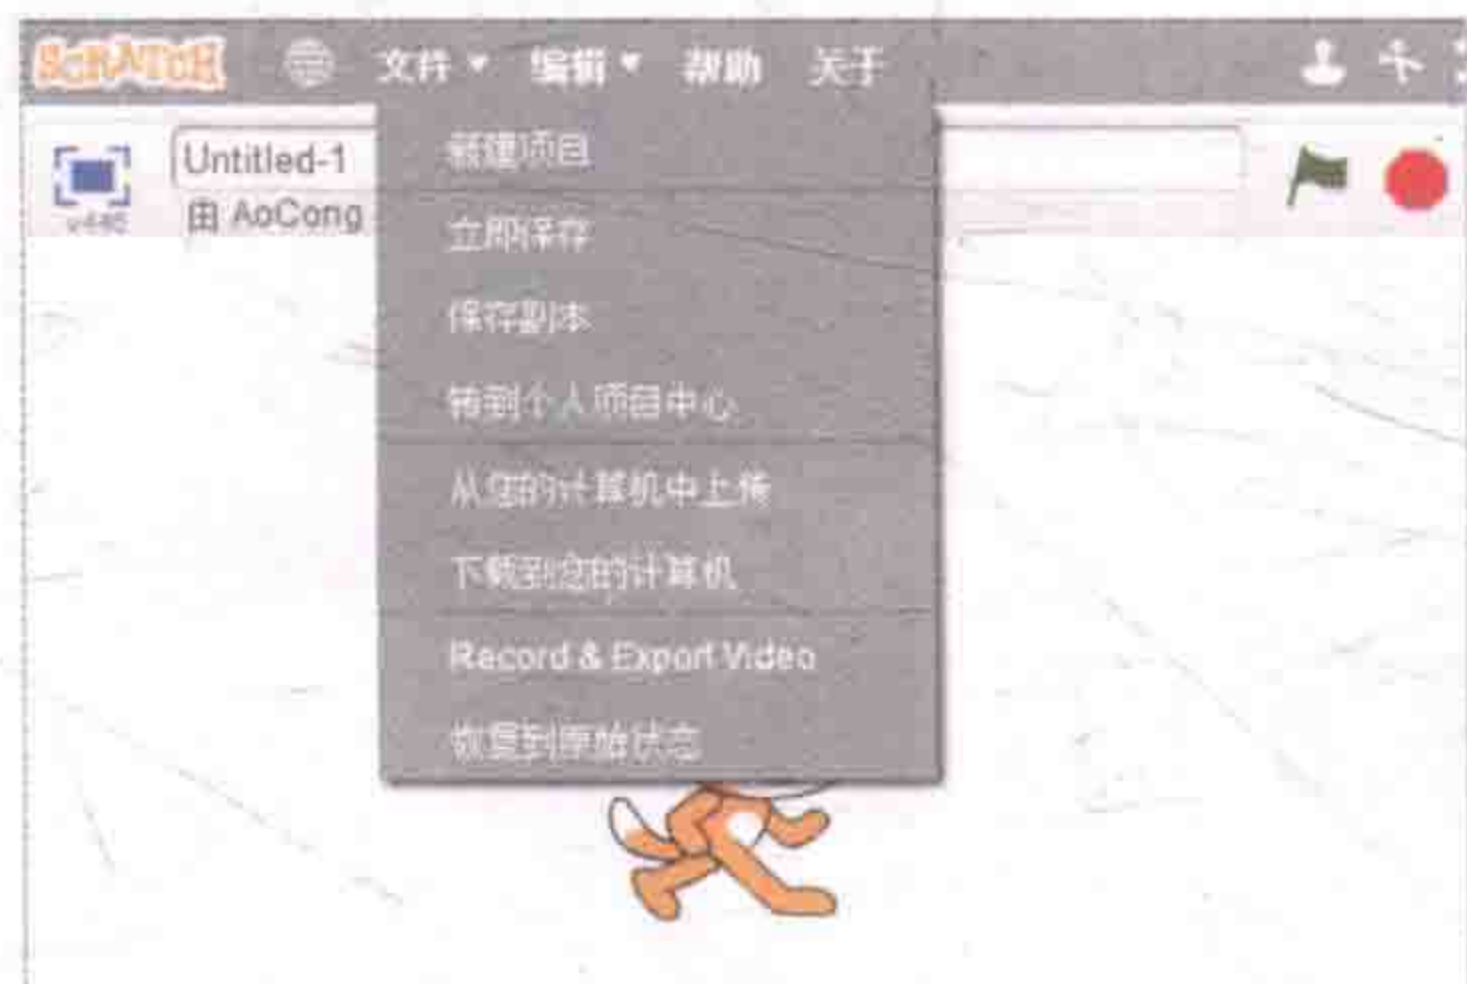 SCRATCH 文件 编辑 帮助 关于
Untitled-1
由 AoCong
v446
新建项目
立即保存
保存副本
转到个人项目中心
从您的计算机中上传
下载到您的计算机
Record & Export Video
恢复到原始状态